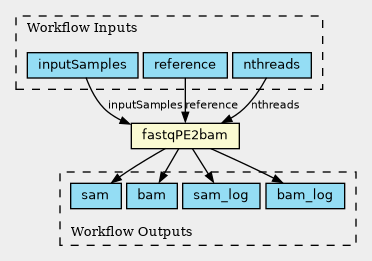 Workflow Inputs
inputSamples reference nthreads
inputSamples reference nthreads
fastqPE2bam
sam bam sam_log bam_log
Workflow Outputs